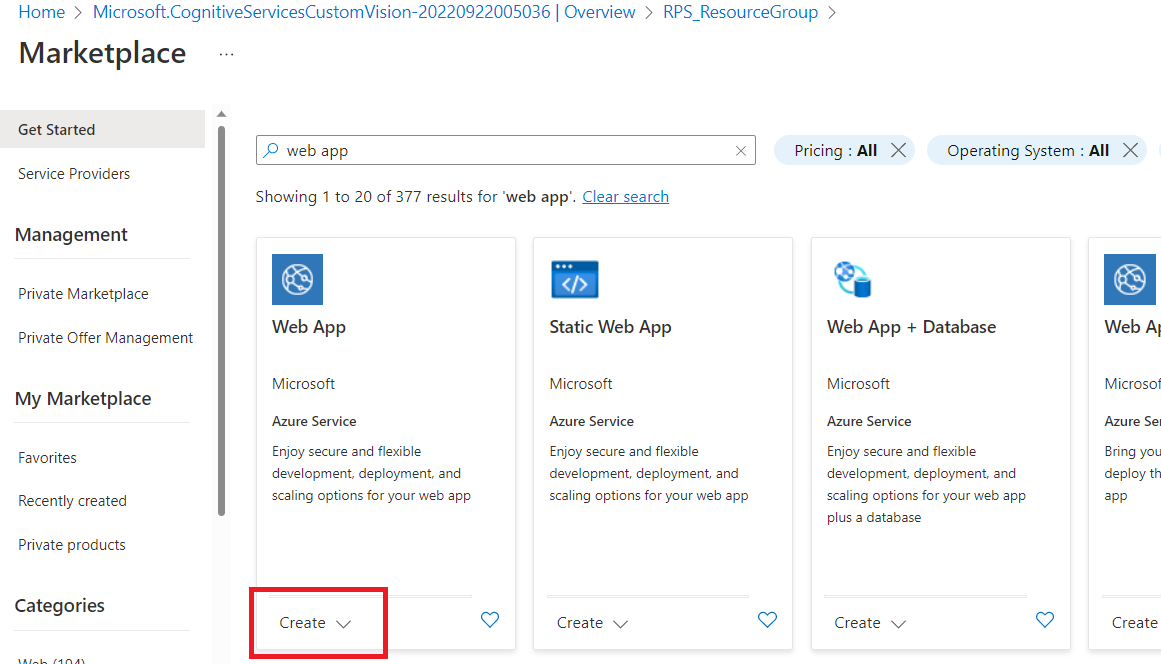 Home > Microsoft.CognitiveServicesCustomVision-20220922005036 | Overview > RPS_ResourceGroup >
Marketplace ...
Get Started
Service Providers
Management
Private Marketplace
Private Offer Management
My Marketplace
Favorites
Recently created
Private products
Categories
Web (104)
web app
Pricing : All
Operating System : All
Showing 1 to 20 of 377 results for 'web app'. Clear search
Web App
Microsoft
Azure Service
Enjoy secure and flexible
development, deployment, and
scaling options for your web app
Create
Static Web App
Microsoft
Azure Service
Enjoy secure and flexible
development, deployment, and
scaling options for your web app
Create
Web App + Database
Microsoft
Azure Service
Enjoy secure and flexible
development, deployment, and
scaling options for your web app
plus a database
Create
Web
Azure
Bring you
deploy
app
Create